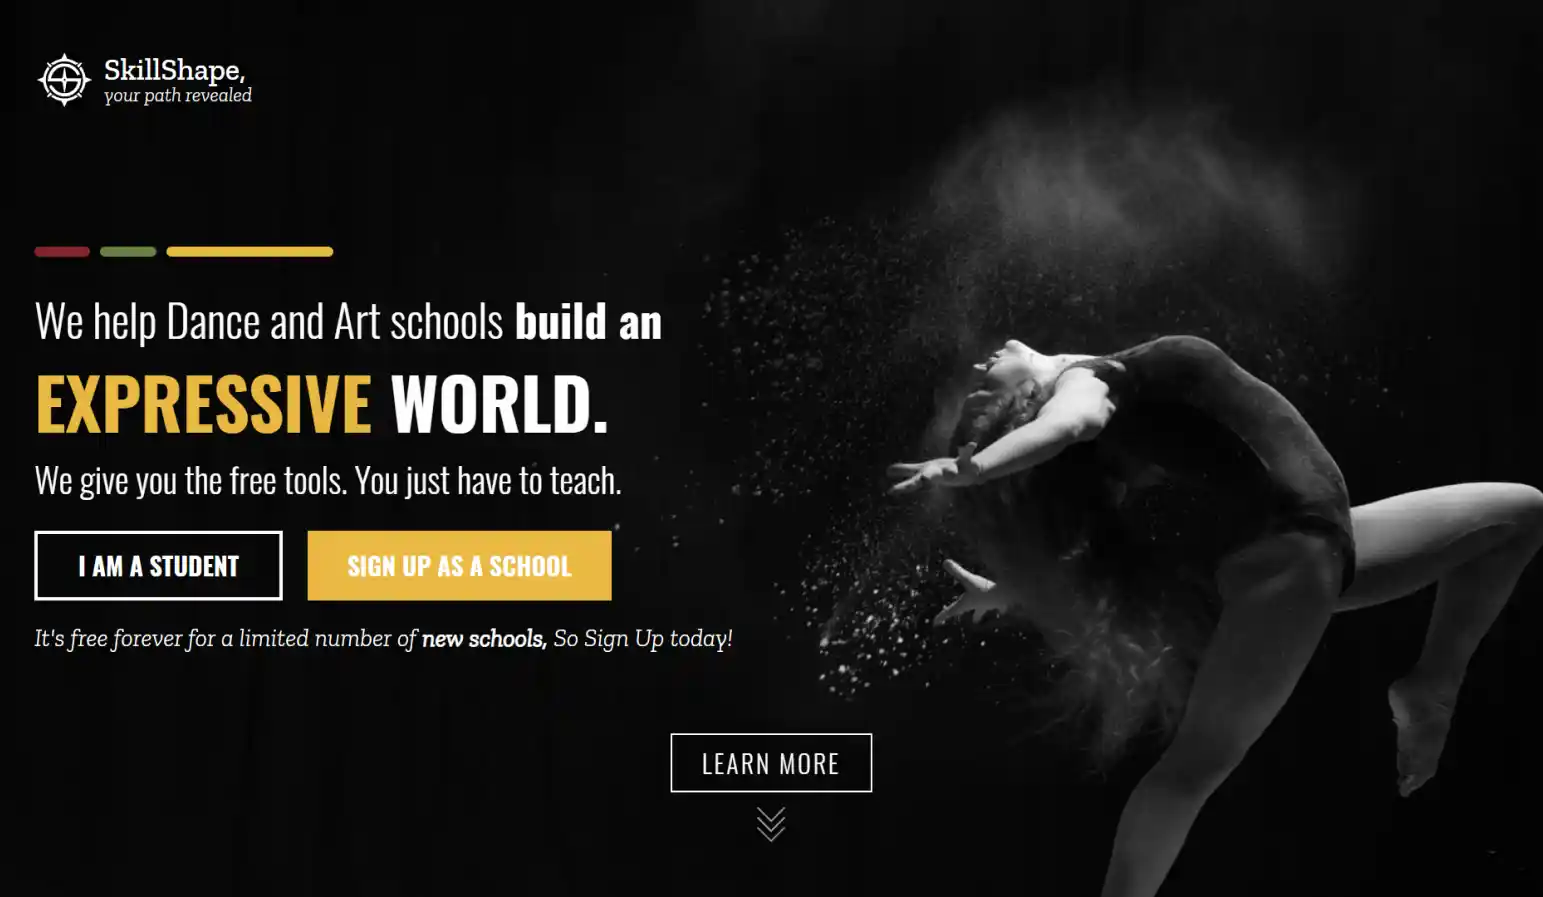 SkillShape,
your path revealed
We help Dance and Art schools build an
EXPRESSIVE WORLD.
We give you the free tools. You just have to teach.
I AM A STUDENT
SIGN UP AS A SCHOOL
It's free forever for a limited number of new schools, So Sign Up today!
LEARN MORE